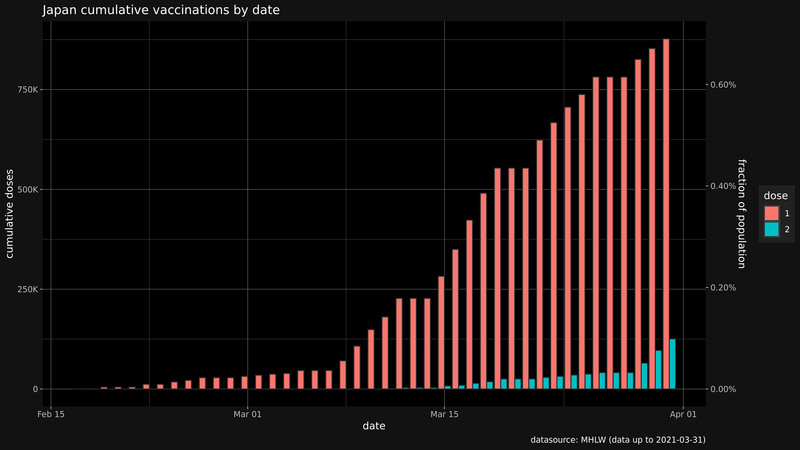 Japan cumulative vaccinations by date
cumulative doses
750K
500K
250K
0
0.60%
0.40%
0.20%
0.00%
fraction of population
dose
1
2
Feb 15
Mar 01
Mar 15
Apr 01
date
datasource: MHLW (data up to 2021-03-31)